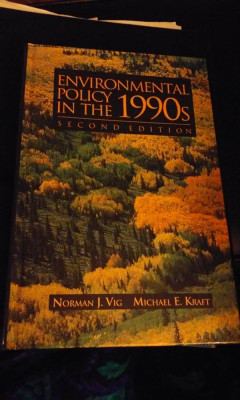 ENVIRONMENTAL
POLICY
IN THE 1990s
SECOND EDITION
NORMAN J. VIG MICHAEL E. KRAFT